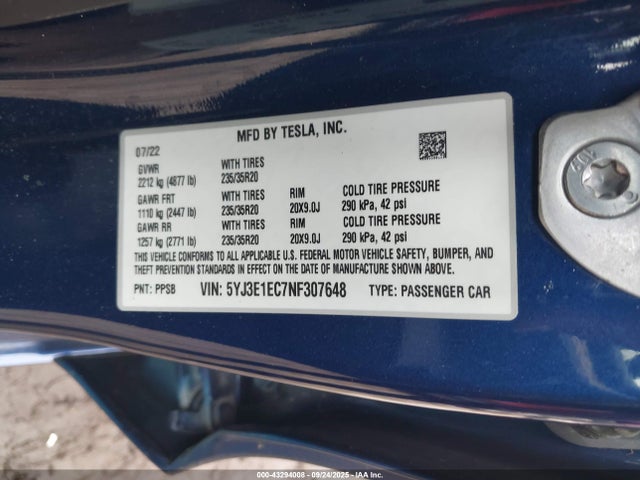 MFD BY TESLA, INC.
07/22
GVWR WITH TIRES
2212 kg (4877 lb) 235/35R20
GAWR FRT WITH TIRES RIM COLD TIRE PRESSURE
1110 kg (2447 lb) 235/35R20 20X9.0J 290 kPa, 42 psi
GAWR RR WITH TIRES RIM COLD TIRE PRESSURE
1257 kg (2771 lb) 235/35R20 20X9.0J 290 kPa, 42 psi
THIS VEHICLE CONFORMS TO ALL APPLICABLE U.S. FEDERAL MOTOR VEHICLE SAFETY, BUMPER, AND
THEFT PREVENTION STANDARDS IN EFFECT ON THE DATE OF MANUFACTURE SHOWN ABOVE.
PNT: PPSB VIN: 5YJ3E1EC7NF307648 TYPE: PASSENGER CAR
000-43294008 - 09/24/2025 - IAA Inc.